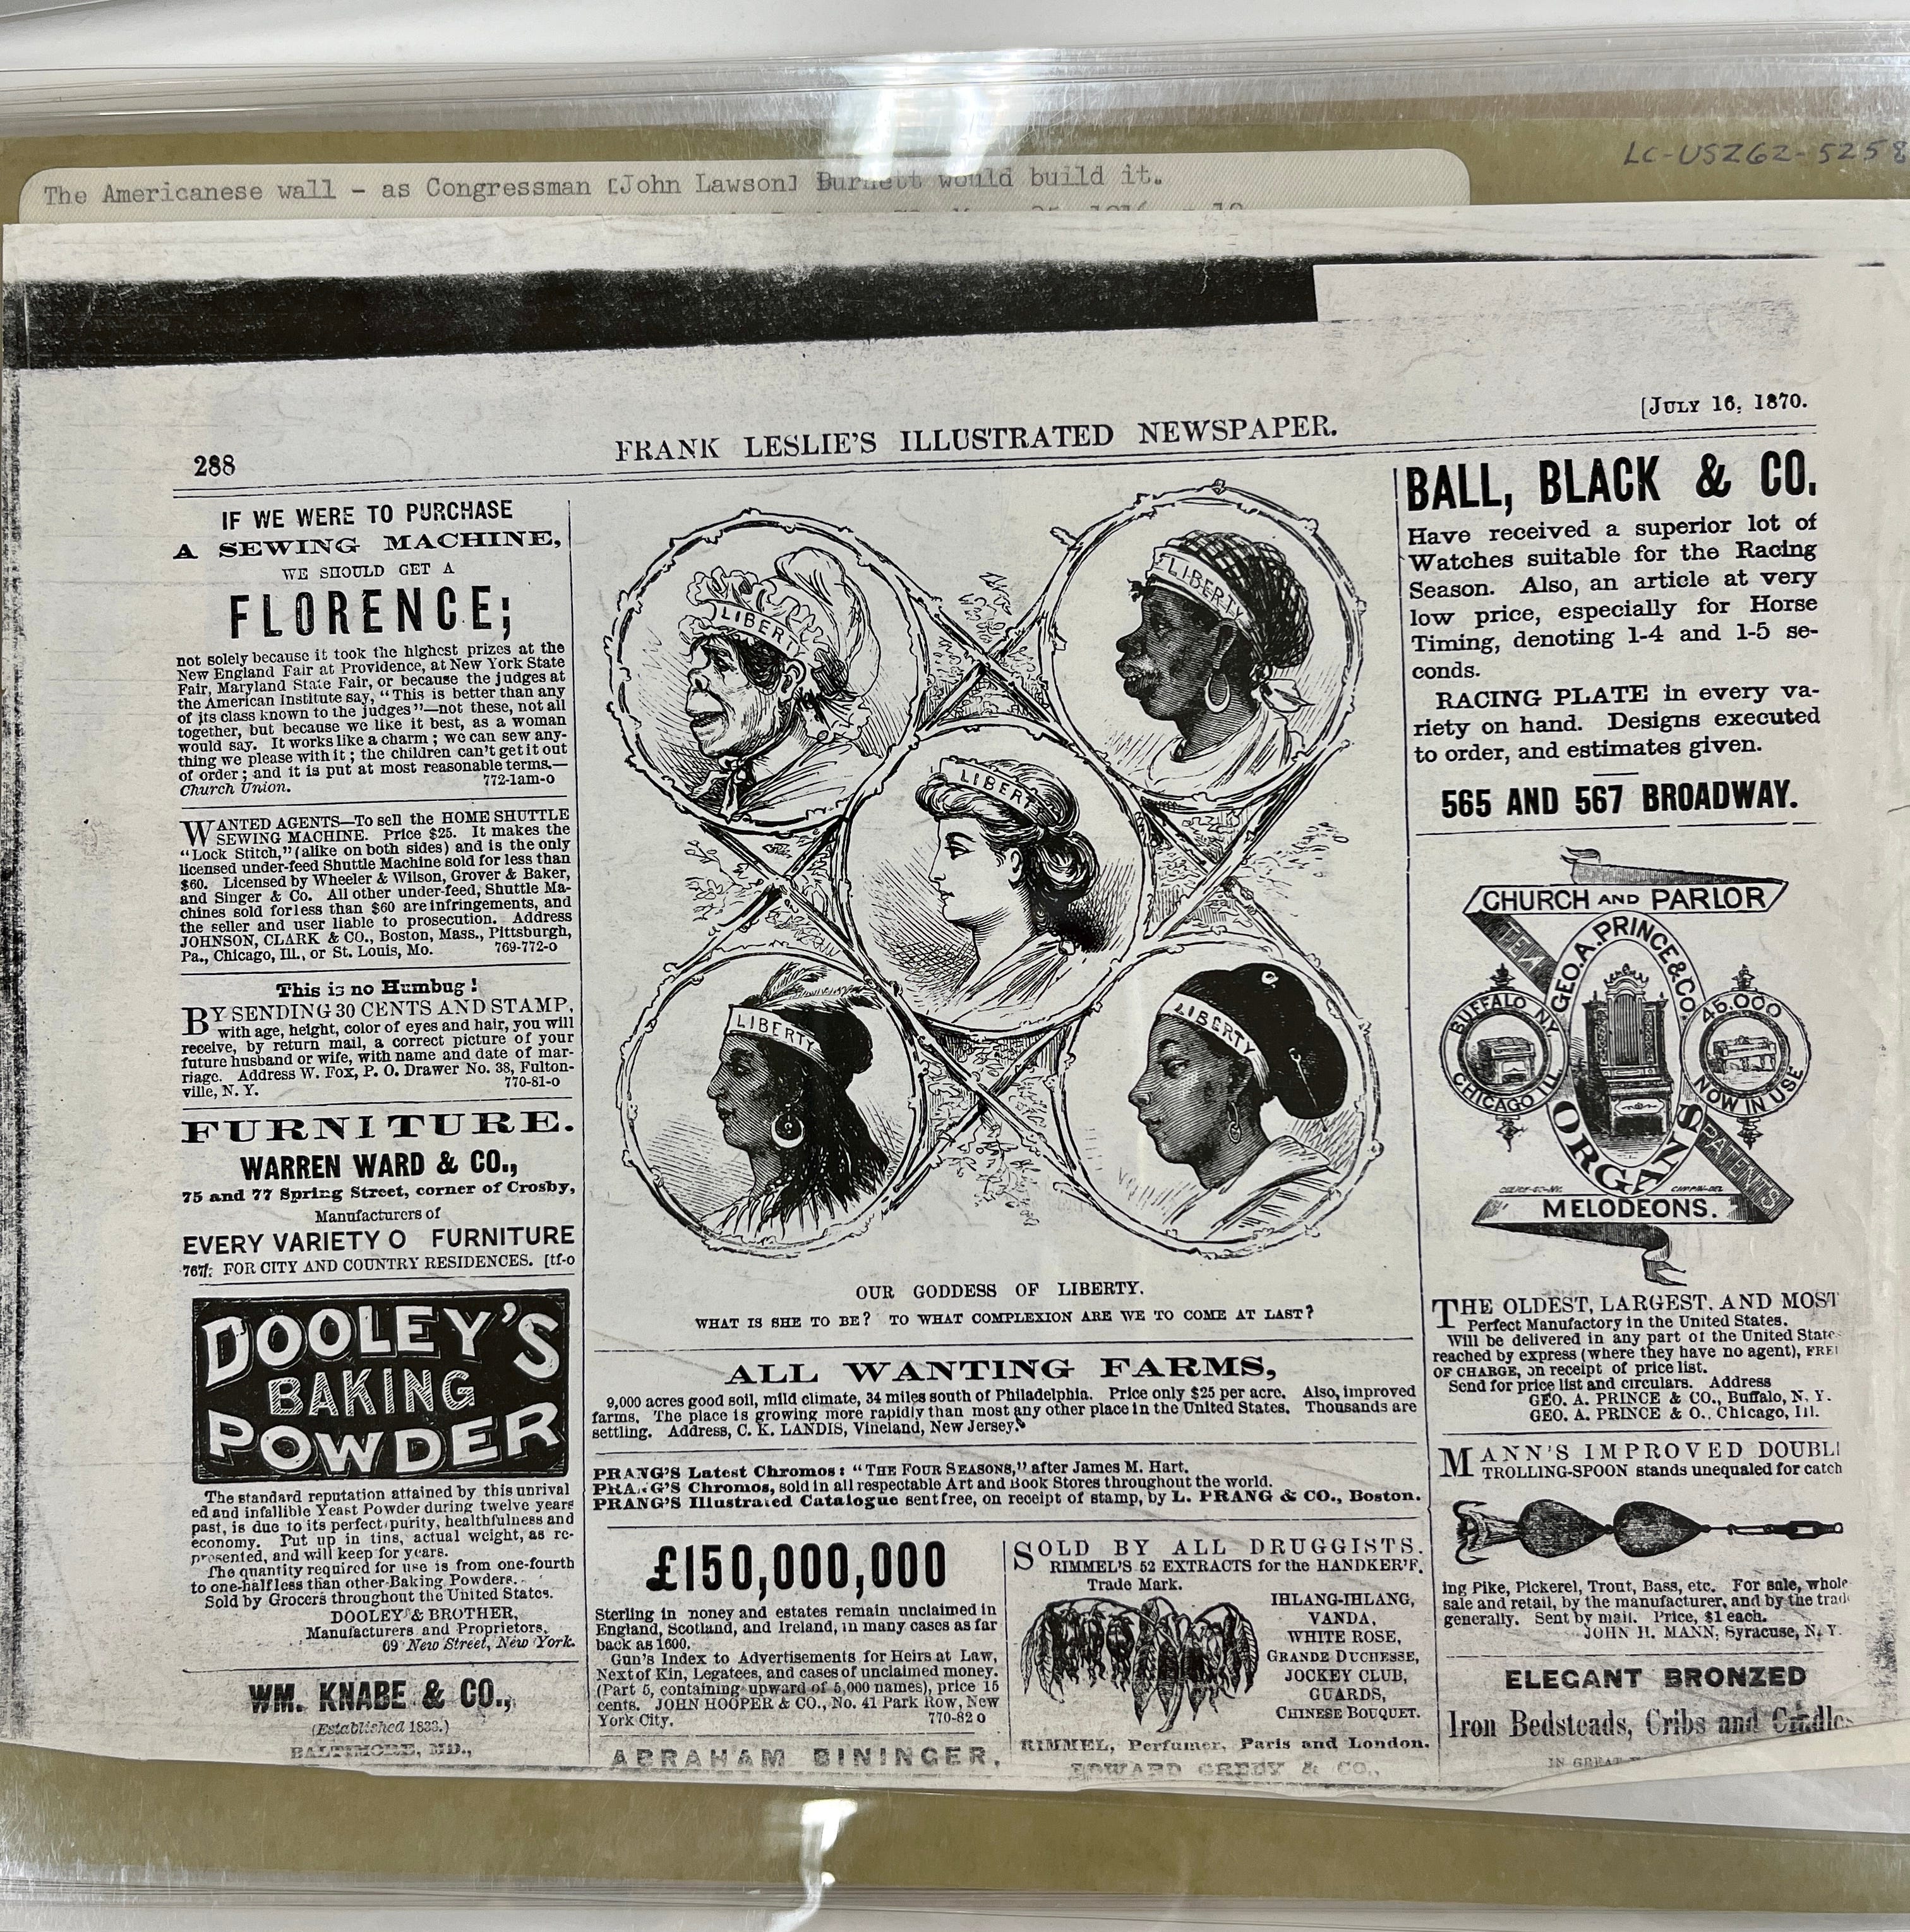 LC-USZ62-5258
The Americanese wall - as Congressman [John Lawson] Burnett would build it.
288
FRANK LESLIE'S ILLUSTRATED NEWSPAPER.
[JULY 16, 1870.
IF WE WERE TO PURCHASE
A SEWING MACHINE,
WE SHOULD GET A
FLORENCE;
not solely because it took the highest prizes at the
New England Fair at Providence, at New York State
Fair, Maryland State Fair, or because the judges at
the American Institute say, "This is better than any
of its class known to the judges"—not these, not all
together, but because we like it best, as a woman
would say. It works like a charm; we can sew any-
thing we please with it; the children can't get it out
of order; and it is put at most reasonable terms.—
Church Union. 772-1am-o
WANTED AGENTS—To sell the HOME SHUTTLE
SEWING MACHINE. Price $25. It makes the
"Lock Stitch," (alike on both sides) and is the only
licensed under-feed Shuttle Machine sold for less than
$60. Licensed by Wheeler & Wilson, Grover & Baker,
and Singer & Co. All other under-feed, Shuttle Ma-
chines sold for less than $60 are infringements, and
the seller and user liable to prosecution. Address
JOHNSON, CLARK & CO., Boston, Mass., Pittsburgh,
Pa., Chicago, Ill., or St. Louis, Mo. 769-772-o
This is no Humbug!
BY SENDING 30 CENTS AND STAMP,
with age, height, color of eyes and hair, you will
receive, by return mail, a correct picture of your
future husband or wife, with name and date of mar-
riage. Address W. Fox, P. O. Drawer No. 38, Fulton-
ville, N. Y. 770-81-o
FURNITURE.
WARREN WARD & CO.,
75 and 77 Spring Street, corner of Crosby,
Manufacturers of
EVERY VARIETY O FURNITURE
FOR CITY AND COUNTRY RESIDENCES. [tf-o
DOOLEY'S
BAKING
POWDER
The standard reputation attained by this unrival
ed and infallible Yeast Powder during twelve years
past, is due to its perfect purity, healthfulness and
economy. Put up in tins, actual weight, as re-
presented, and will keep for years.
The quantity required for use is from one-fourth
to one-half less than other Baking Powders.
Sold by Grocers throughout the United States.
DOOLEY & BROTHER,
Manufacturers and Proprietors,
69 New Street, New York.
WM. KNABE & CO.,
(Established 1833.)
BALTIMORE, MD.,
LIBERTY
LIBERTY
LIBERTY
LIBERTY
LIBERTY
OUR GODDESS OF LIBERTY.
WHAT IS SHE TO BE? TO WHAT COMPLEXION ARE WE TO COME AT LAST?
ALL WANTING FARMS,
9,000 acres good soil, mild climate, 34 miles south of Philadelphia. Price only $25 per acre. Also, improved
farms. The place is growing more rapidly than most any other place in the United States. Thousands are
settling. Address, C. K. LANDIS, Vineland, New Jersey.
PRANG'S Latest Chromos: "THE FOUR SEASONS," after James M. Hart.
PRANG'S Chromos, sold in all respectable Art and Book Stores throughout the world.
PRANG'S Illustrated Catalogue sent free, on receipt of stamp, by L. PRANG & CO., Boston.
£150,000,000
Sterling in money and estates remain unclaimed in
England, Scotland, and Ireland, in many cases as far
back as 1600.
Gun's Index to Advertisements for Heirs at Law,
Next of Kin, Legatees, and cases of unclaimed money.
(Part 5, containing upward of 5,000 names), price 15
cents. JOHN HOOPER & CO., No. 41 Park Row, New
York City. 770-82 o
ABRAHAM BININGER,
SOLD BY ALL DRUGGISTS.
RIMMEL'S 52 EXTRACTS for the HANDKER'F.
Trade Mark.
IHLANG-IHLANG,
VANDA,
WHITE ROSE,
GRANDE DUCHESSE,
JOCKEY CLUB,
GUARDS,
CHINESE BOUQUET.
RIMMEL, Perfumer, Paris and London.
EDWARD GREEY & CO.,
BALL, BLACK & CO.
Have received a superior lot of
Watches suitable for the Racing
Season. Also, an article at very
low price, especially for Horse
Timing, denoting 1-4 and 1-5 se-
conds.
RACING PLATE in every va-
riety on hand. Designs executed
to order, and estimates given.
565 AND 567 BROADWAY.
CHURCH AND PARLOR
GEO. A. PRINCE & CO.
BUFFALO NY.
CHICAGO ILL
45,000
NOW IN USE
ORGANS
PATENTS
MELODEONS.
THE OLDEST, LARGEST, AND MOST
Perfect Manufactory in the United States.
Will be delivered in any part of the United State
reached by express (where they have no agent), FREE
OF CHARGE, on receipt of price list.
Send for price list and circulars. Address
GEO. A. PRINCE & CO., Buffalo, N. Y.
GEO. A. PRINCE & O., Chicago, Ill.
MANN'S IMPROVED DOUBL
TROLLING-SPOON stands unequaled for catch
ing Pike, Pickerel, Trout, Bass, etc. For sale, whole
sale and retail, by the manufacturer, and by the trade
generally. Sent by mail. Price, $1 each.
JOHN H. MANN, Syracuse, N. Y.
ELEGANT BRONZED
Iron Bedsteads, Cribs and Cradles
IN GREAT